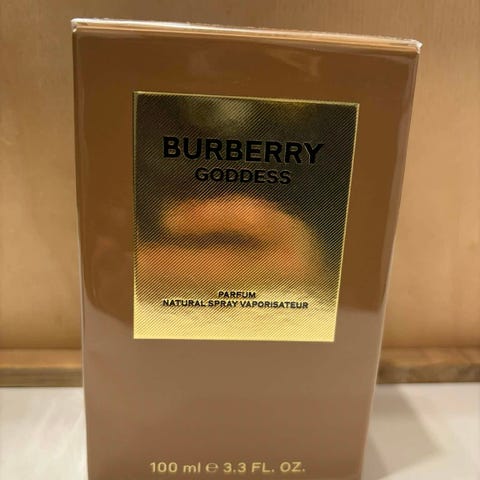 BURBERRY
GODDESS
PARFUM
NATURAL SPRAY VAPORISATEUR
100 ml ℮ 3.3 FL. OZ.